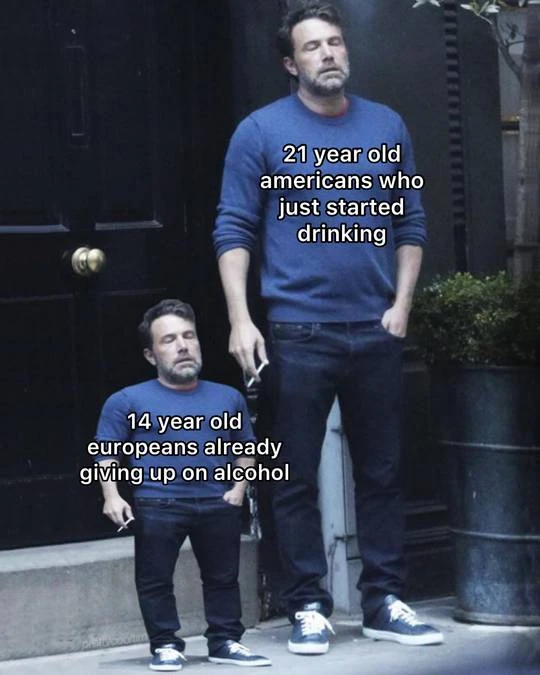 21 year old
americans who
just started
drinking
14 year old
europeans already
giving up on alcohol